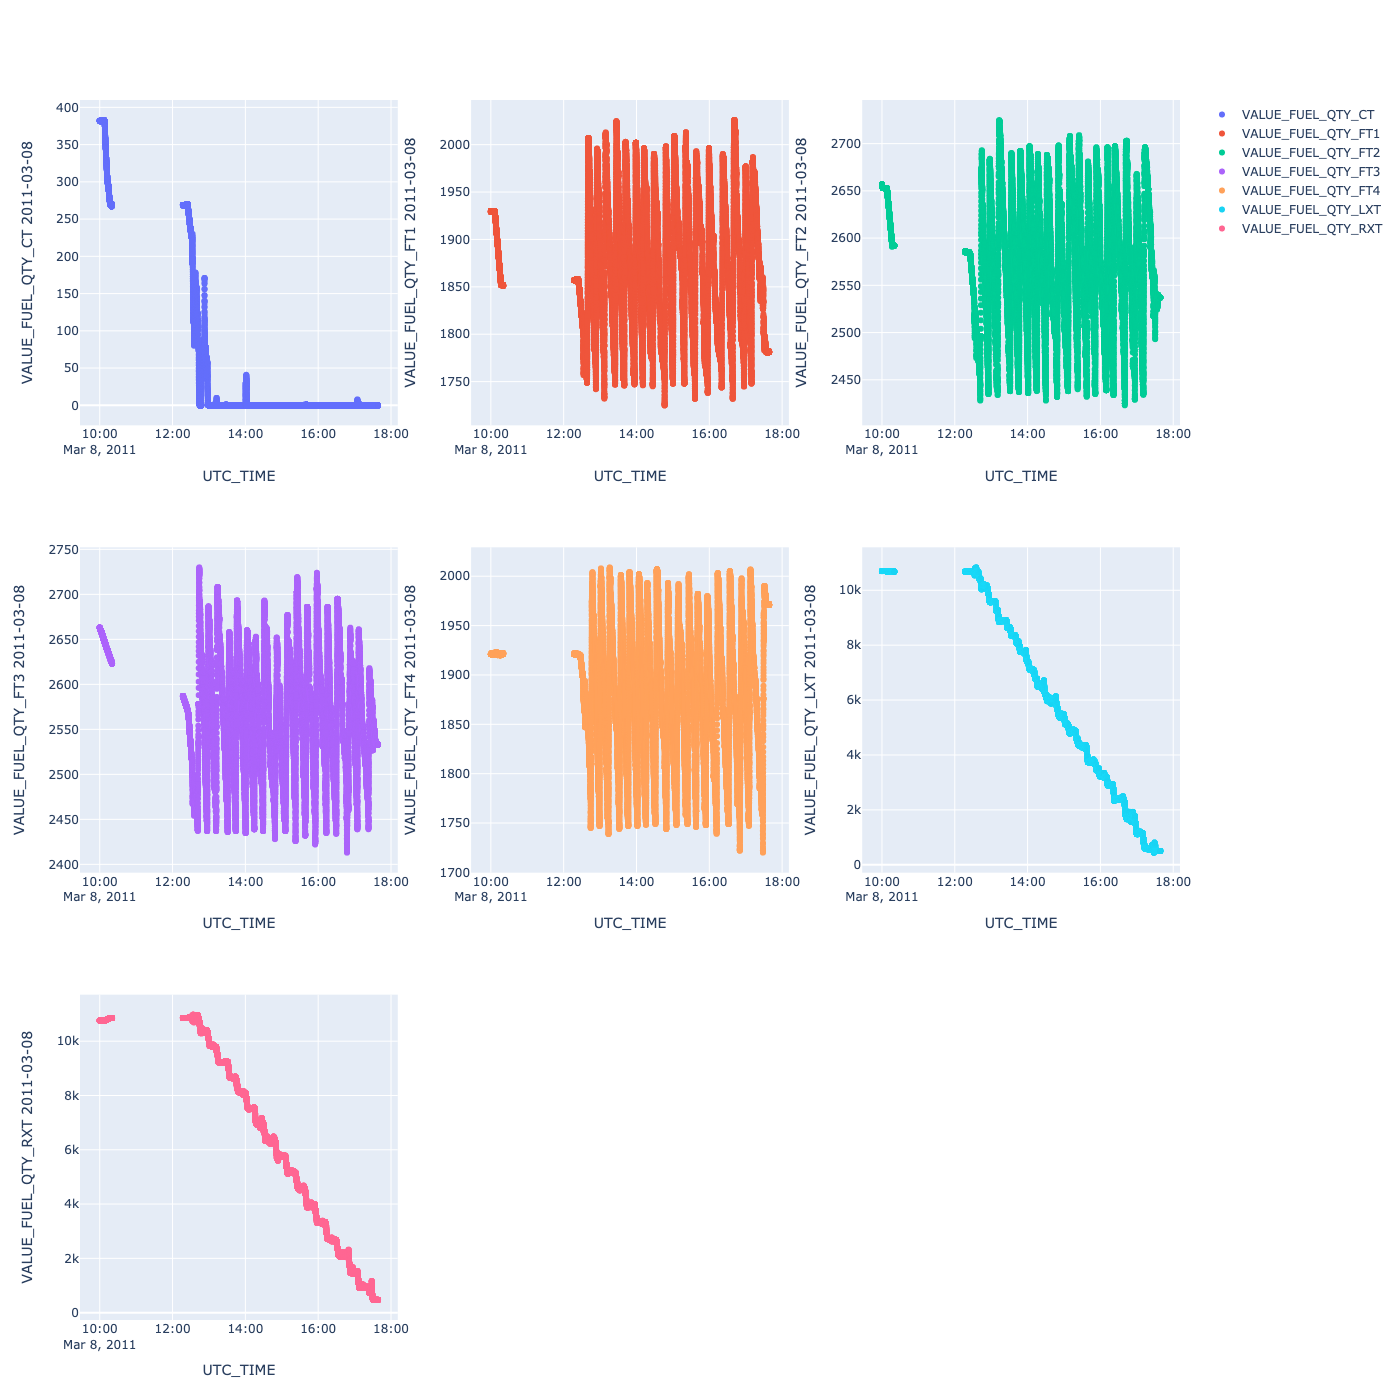 VALUE_FUEL_QTY_CT 2011-03-08
400
350
300
250
200
150
100
50
0
10:00
12:00
14:00
16:00
18:00
Mar 8, 2011
UTC_TIME
VALUE_FUEL_QTY_FT1 2011-03-08
2000
1950
1900
1850
1800
1750
10:00
12:00
14:00
16:00
18:00
Mar 8, 2011
UTC_TIME
VALUE_FUEL_QTY_FT2 2011-03-08
2700
2650
2600
2550
2500
2450
10:00
12:00
14:00
16:00
18:00
Mar 8, 2011
UTC_TIME
VALUE_FUEL_QTY_CT
VALUE_FUEL_QTY_FT1
VALUE_FUEL_QTY_FT2
VALUE_FUEL_QTY_FT3
VALUE_FUEL_QTY_FT4
VALUE_FUEL_QTY_LXT
VALUE_FUEL_QTY_RXT
VALUE_FUEL_QTY_FT3 2011-03-08
2750
2700
2650
2600
2550
2500
2450
2400
10:00
12:00
14:00
16:00
18:00
Mar 8, 2011
UTC_TIME
VALUE_FUEL_QTY_FT4 2011-03-08
2000
1950
1900
1850
1800
1750
1700
10:00
12:00
14:00
16:00
18:00
Mar 8, 2011
UTC_TIME
VALUE_FUEL_QTY_LXT 2011-03-08
10k
8k
6k
4k
2k
0
10:00
12:00
14:00
16:00
18:00
Mar 8, 2011
UTC_TIME
VALUE_FUEL_QTY_RXT 2011-03-08
10k
8k
6k
4k
2k
0
10:00
12:00
14:00
16:00
18:00
Mar 8, 2011
UTC_TIME